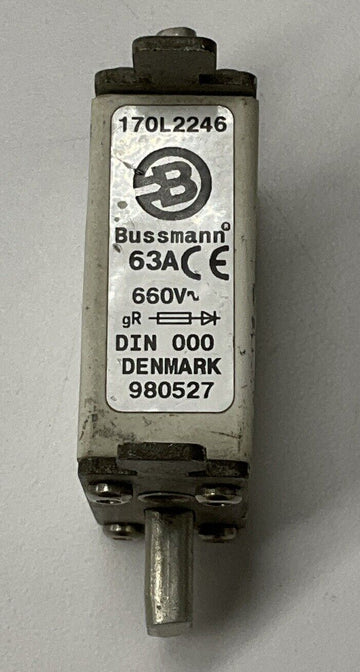 170L2246
B
Bussmann®
63A CE
660V~
gR
DIN 000
DENMARK
980527